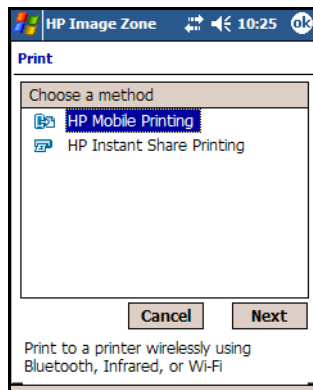 HP Image Zone 10:25 ok
Print
Choose a method
HP Mobile Printing
HP Instant Share Printing
Cancel Next
Print to a printer wirelessly using
Bluetooth, Infrared, or Wi-Fi